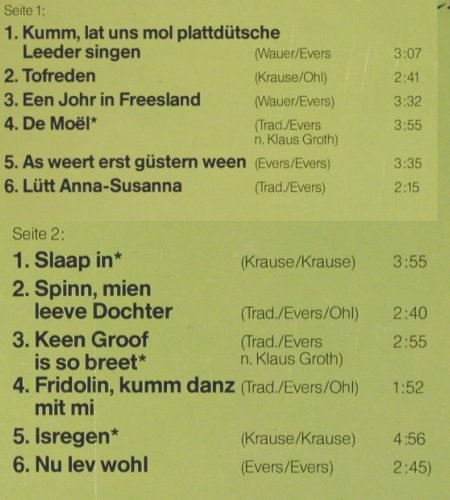 Seite 1:
1. Kumm, lat uns mol plattdütsche
Leeder singen (Wauer/Evers 3:07
2. Tofreden (Krause/Ohl) 2:41
3. Een Johr in Freesland (Wauer/Evers) 3:32
4. De Moël* (Trad./Evers 3:55
n. Klaus Groth)
5. As weert erst güstern ween (Evers/Evers) 3:35
6. Lütt Anna-Susanna (Trad./Evers) 2:15
Seite 2:
1. Slaap in* (Krause/Krause) 3:55
2. Spinn, mien
leeve Dochter (Trad./Evers/Ohl) 2:40
3. Keen Groof (Trad./Evers 2:55
is so breet* n. Klaus Groth)
4. Fridolin, kumm danz (Trad./Evers/Ohl) 1:52
mit mi
5. Isregen* (Krause/Krause) 4:56
6. Nu lev wohl (Evers/Evers) 2:45)